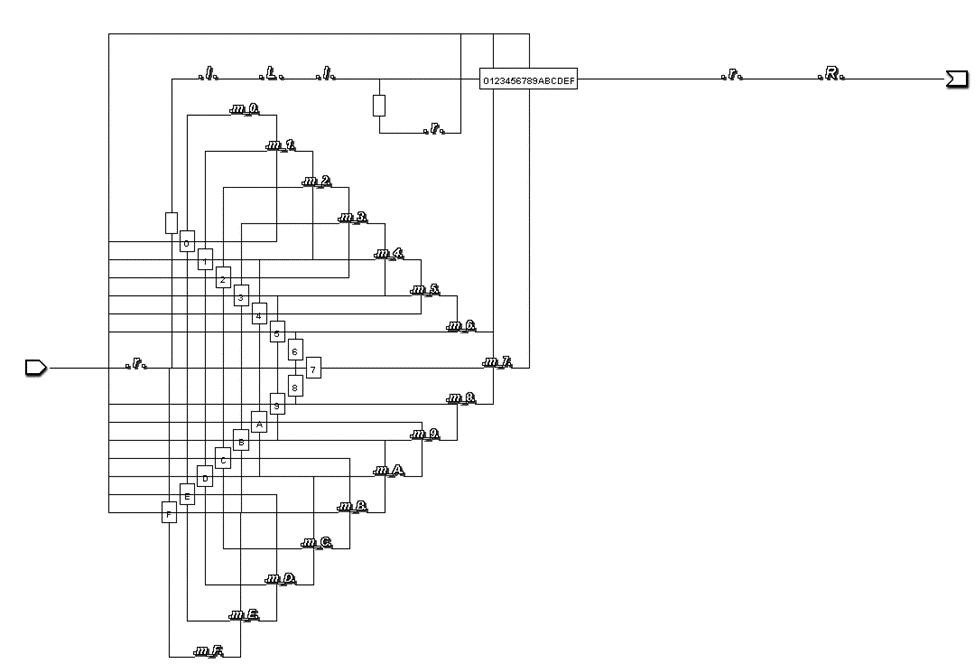 .l. .L. .l. 0123456789ABCDEF .r. .R.
.m_0.
.r.
.m_1.
.m_2.
.m_3.
0
.m_4.
1
2
.m_5.
3
4
.m_6.
5
6
.r. 7 .m_7.
8
.m_8.
9
A
.m_9.
B
C
.m_A.
D
E
.m_B.
F
.m_C.
.m_D.
.m_E.
.m_F.